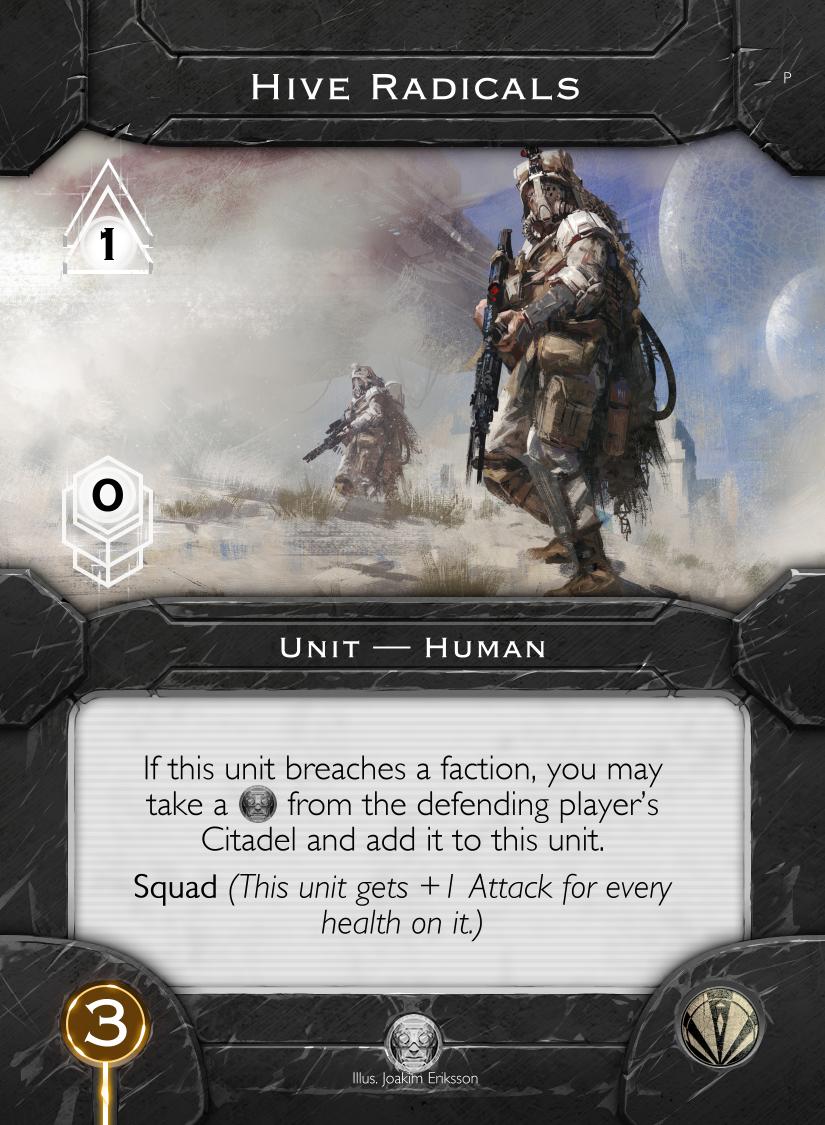 HIVE RADICALS
P
1
0
UNIT — HUMAN
If this unit breaches a faction, you may
take a from the defending player's
Citadel and add it to this unit.
Squad (This unit gets +1 Attack for every
health on it.)
3
Illus. Joakim Eriksson